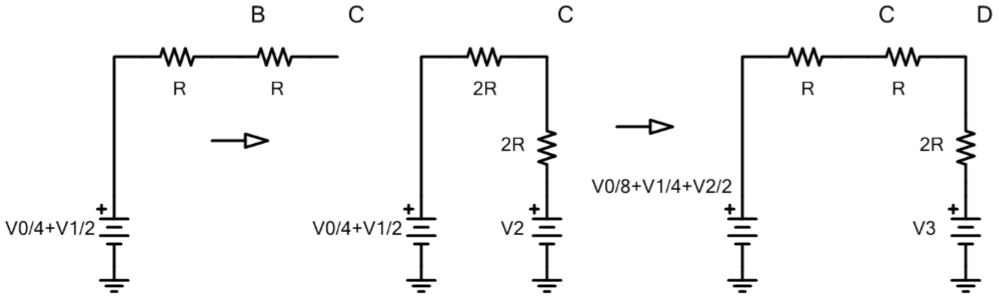 B C C C D
R R 2R R R
2R 2R
V0/8+V1/4+V2/2
+ + + + +
V0/4+V1/2 V0/4+V1/2 V2 V3